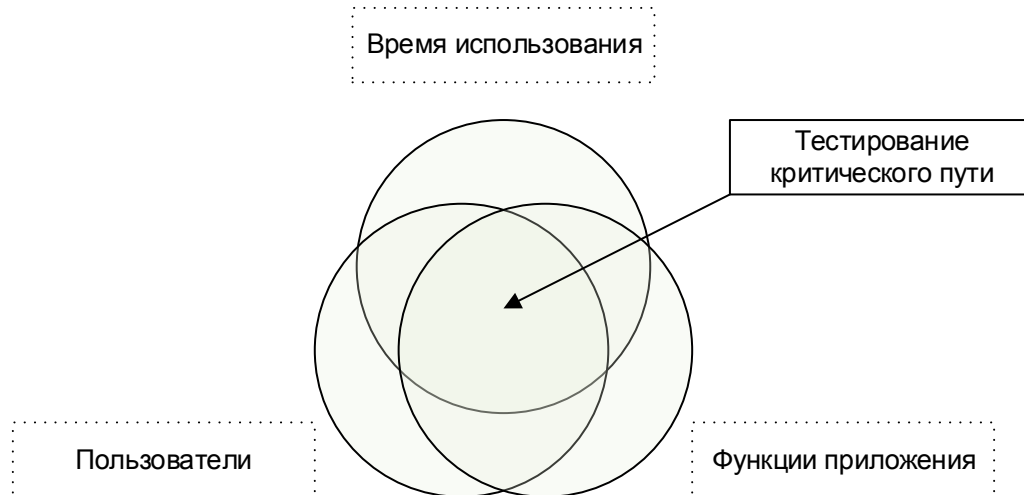 Время использования
Тестирование
критического пути
Пользователи
Функции приложения